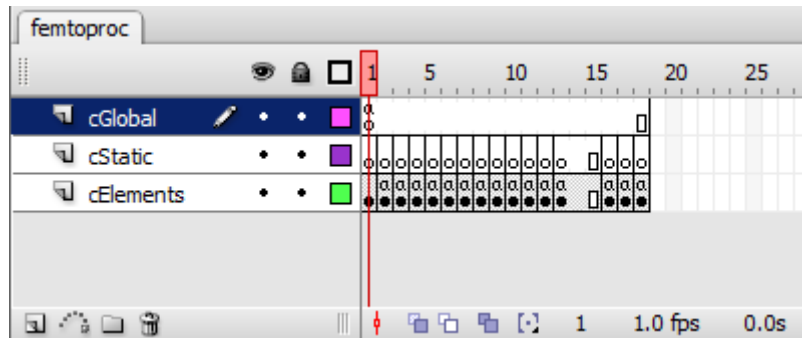 femtoproc
1 5 10 15 20 25
cGlobal a
cStatic
cElements a a a a a a a a a a a a a a a
1 1.0 fps 0.0s